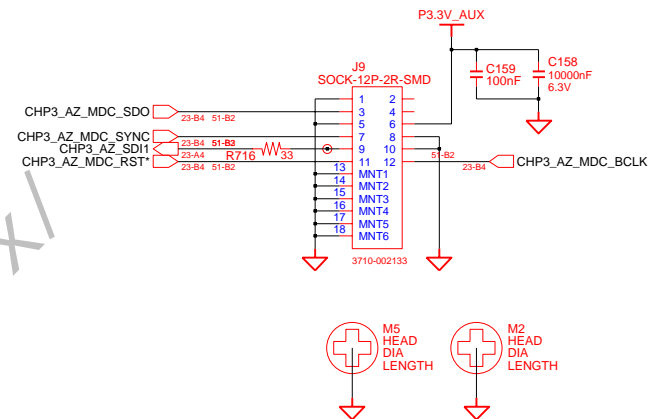 P3.3V_AUX
J9
SOCK-12P-2R-SMD
C159
100nF
C158
10000nF
6.3V
1 2
3 4
5 6
7 8
9 10
11 12
13 MNT1
14 MNT2
15 MNT3
16 MNT4
17 MNT5
18 MNT6
CHP3_AZ_MDC_SDO
23-B4 51-B2
CHP3_AZ_MDC_SYNC
23-B4
CHP3_AZ_SDI1
23-A4
R716 33
CHP3_AZ_MDC_RST*
23-B4 51-B2
51-B2
23-B4
CHP3_AZ_MDC_BCLK
3710-002133
x/
M5
HEAD
DIA
LENGTH
M2
HEAD
DIA
LENGTH